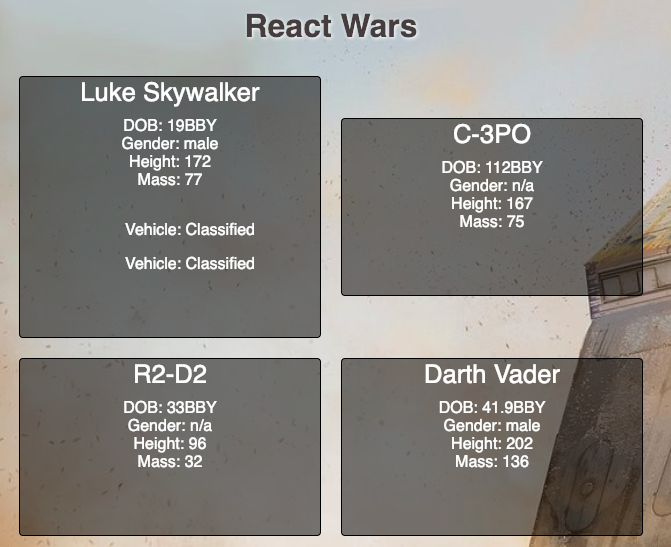 React Wars
Luke Skywalker
DOB: 19BBY
Gender: male
Height: 172
Mass: 77
Vehicle: Classified
Vehicle: Classified
C-3PO
DOB: 112BBY
Gender: n/a
Height: 167
Mass: 75
R2-D2
DOB: 33BBY
Gender: n/a
Height: 96
Mass: 32
Darth Vader
DOB: 41.9BBY
Gender: male
Height: 202
Mass: 136